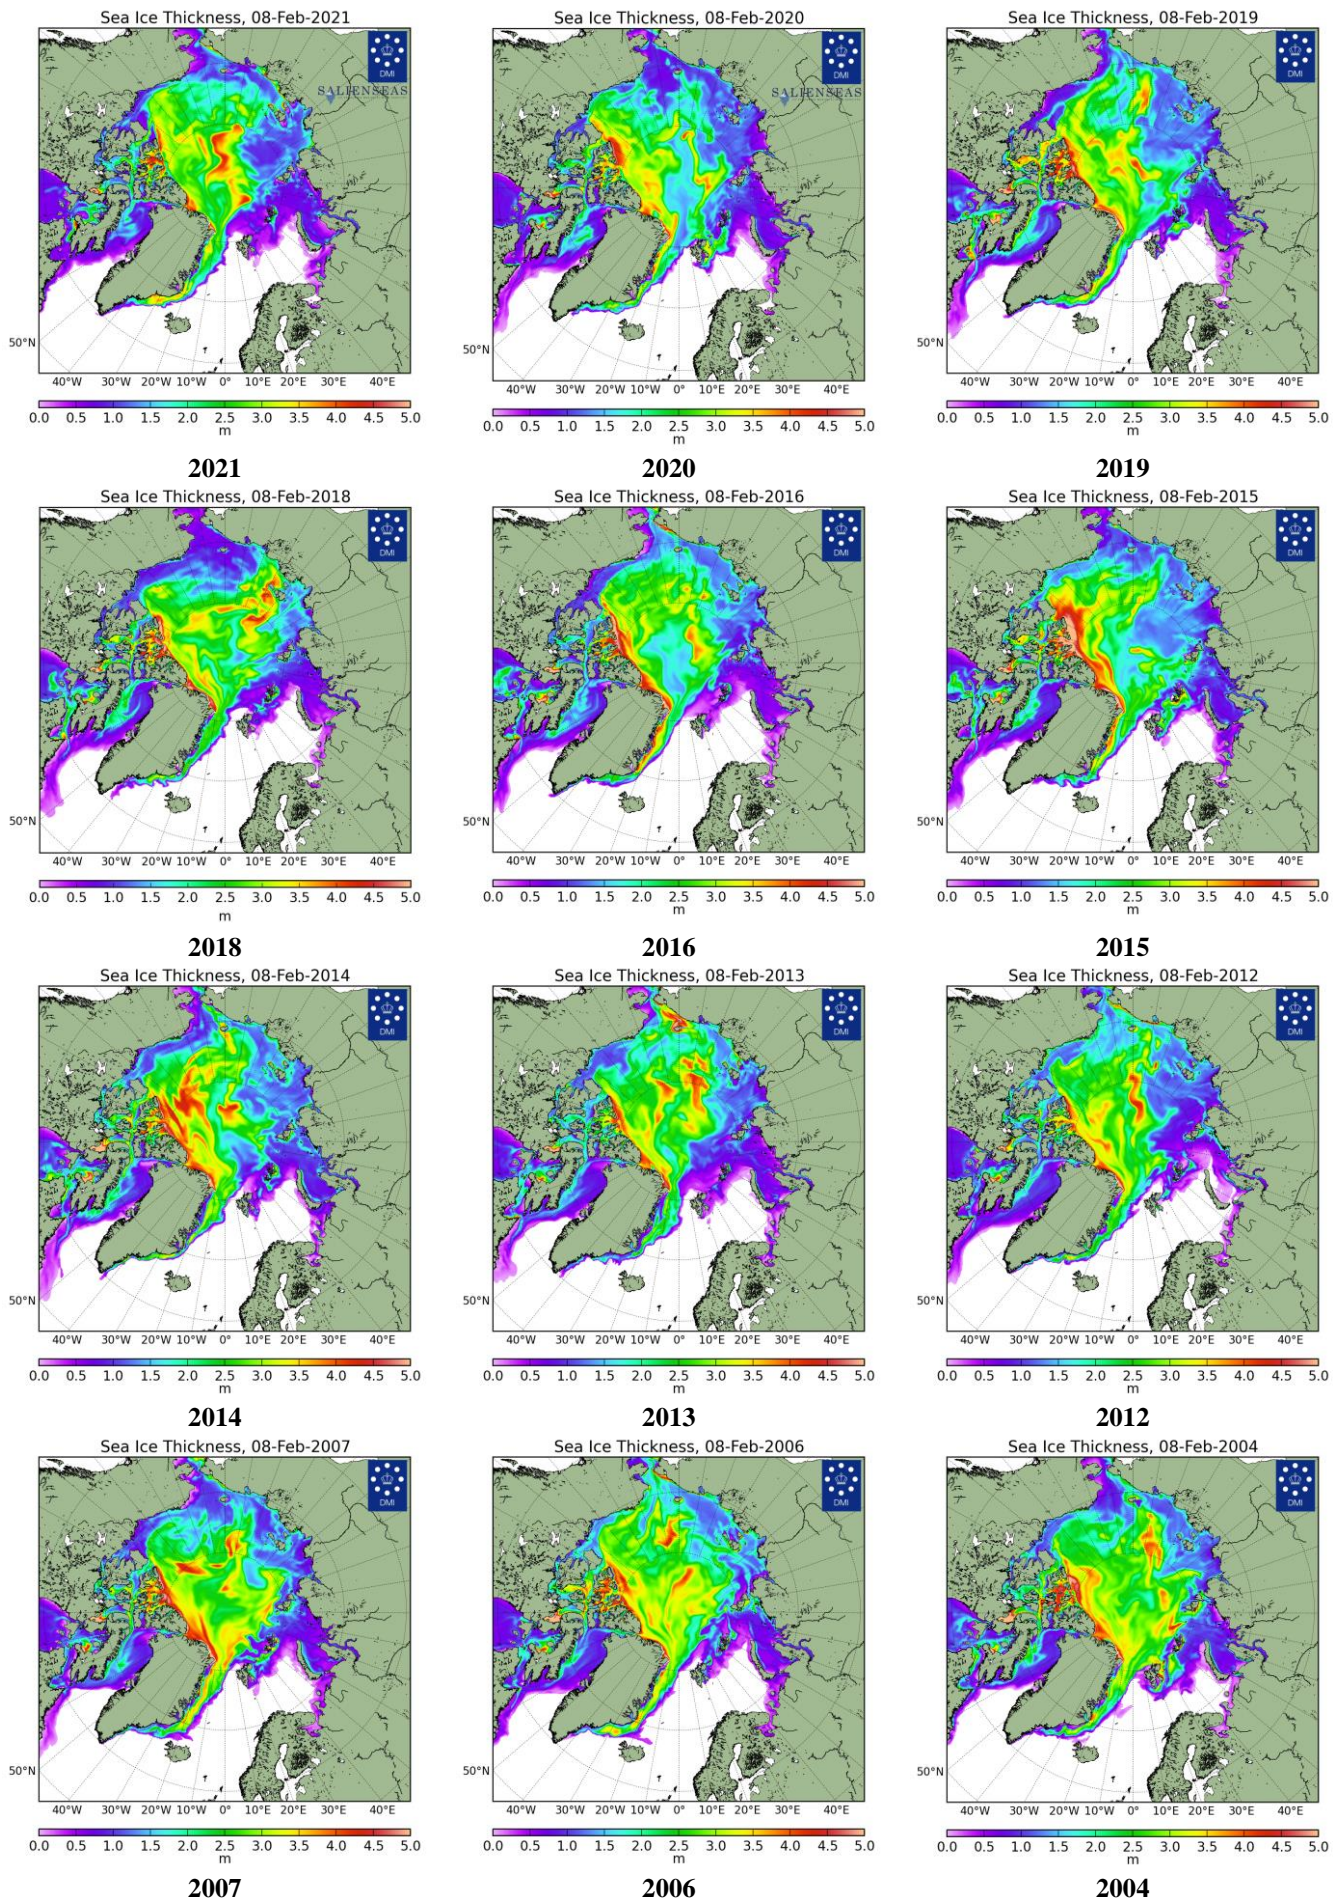 Sea Ice Thickness, 08-Feb-2021
DMI
SALIENSEAS
50°N
40°W 30°W 20°W 10°W 0° 10°E 20°E 30°E 40°E
0.0 0.5 1.0 1.5 2.0 2.5 3.0 3.5 4.0 4.5 5.0
m
2021
Sea Ice Thickness, 08-Feb-2020
DMI
SALIENSEAS
50°N
40°W 30°W 20°W 10°W 0° 10°E 20°E 30°E 40°E
0.0 0.5 1.0 1.5 2.0 2.5 3.0 3.5 4.0 4.5 5.0
m
2020
Sea Ice Thickness, 08-Feb-2019
DMI
50°N
40°W 30°W 20°W 10°W 0° 10°E 20°E 30°E 40°E
0.0 0.5 1.0 1.5 2.0 2.5 3.0 3.5 4.0 4.5 5.0
m
2019
Sea Ice Thickness, 08-Feb-2018
DMI
50°N
40°W 30°W 20°W 10°W 0° 10°E 20°E 30°E 40°E
0.0 0.5 1.0 1.5 2.0 2.5 3.0 3.5 4.0 4.5 5.0
m
2018
Sea Ice Thickness, 08-Feb-2016
DMI
50°N
40°W 30°W 20°W 10°W 0° 10°E 20°E 30°E 40°E
0.0 0.5 1.0 1.5 2.0 2.5 3.0 3.5 4.0 4.5 5.0
m
2016
Sea Ice Thickness, 08-Feb-2015
DMI
50°N
40°W 30°W 20°W 10°W 0° 10°E 20°E 30°E 40°E
0.0 0.5 1.0 1.5 2.0 2.5 3.0 3.5 4.0 4.5 5.0
m
2015
Sea Ice Thickness, 08-Feb-2014
DMI
50°N
40°W 30°W 20°W 10°W 0° 10°E 20°E 30°E 40°E
0.0 0.5 1.0 1.5 2.0 2.5 3.0 3.5 4.0 4.5 5.0
m
2014
Sea Ice Thickness, 08-Feb-2013
DMI
50°N
40°W 30°W 20°W 10°W 0° 10°E 20°E 30°E 40°E
0.0 0.5 1.0 1.5 2.0 2.5 3.0 3.5 4.0 4.5 5.0
m
2013
Sea Ice Thickness, 08-Feb-2012
DMI
50°N
40°W 30°W 20°W 10°W 0° 10°E 20°E 30°E 40°E
0.0 0.5 1.0 1.5 2.0 2.5 3.0 3.5 4.0 4.5 5.0
m
2012
Sea Ice Thickness, 08-Feb-2007
DMI
50°N
40°W 30°W 20°W 10°W 0° 10°E 20°E 30°E 40°E
0.0 0.5 1.0 1.5 2.0 2.5 3.0 3.5 4.0 4.5 5.0
m
2007
Sea Ice Thickness, 08-Feb-2006
DMI
50°N
40°W 30°W 20°W 10°W 0° 10°E 20°E 30°E 40°E
0.0 0.5 1.0 1.5 2.0 2.5 3.0 3.5 4.0 4.5 5.0
m
2006
Sea Ice Thickness, 08-Feb-2004
DMI
50°N
40°W 30°W 20°W 10°W 0° 10°E 20°E 30°E 40°E
0.0 0.5 1.0 1.5 2.0 2.5 3.0 3.5 4.0 4.5 5.0
m
2004